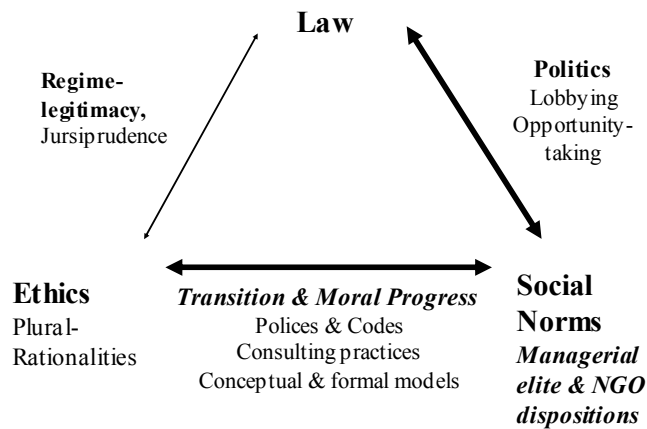 Law
Regime-
legitimacy,
Jursiprudence
Politics
Lobbying
Opportunity-
taking
Ethics
Plural-
Rationalities
Transition & Moral Progress
Polices & Codes
Consulting practices
Conceptual & formal models
Social
Norms
Managerial
elite & NGO
dispositions